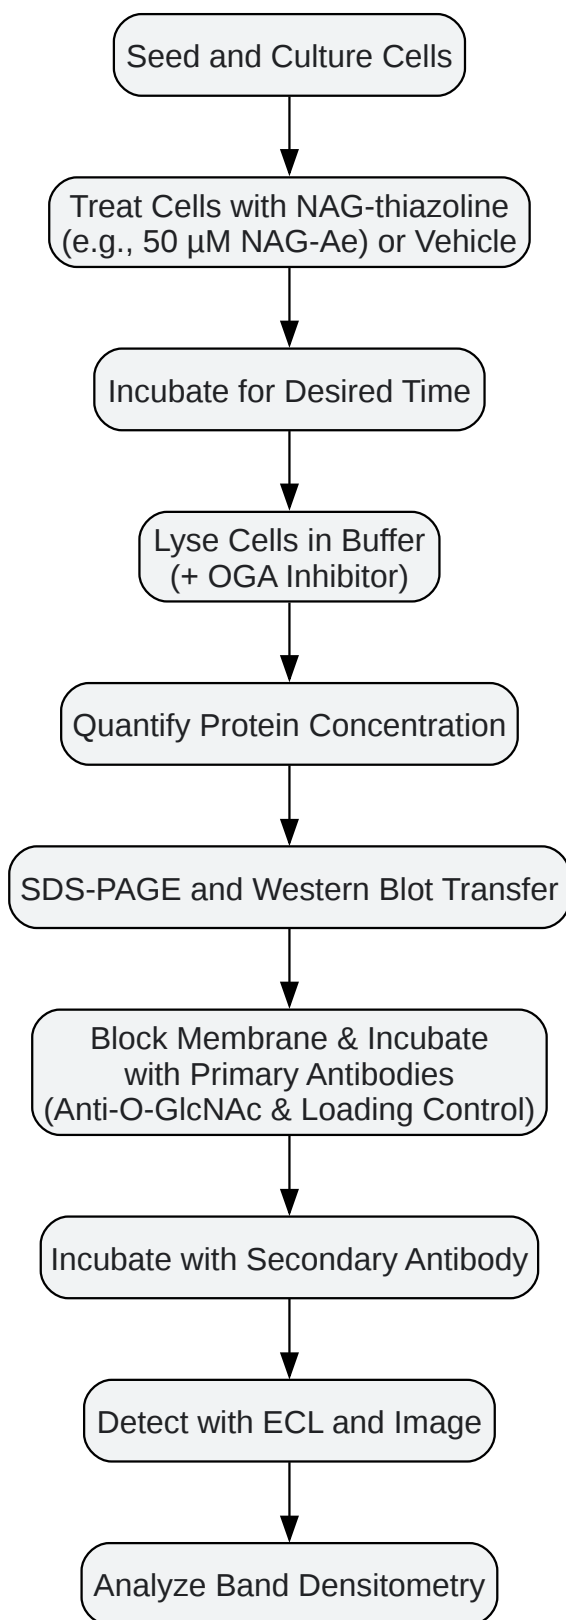 Seed and Culture Cells
Treat Cells with NAG-thiazoline
(e.g., 50 µM NAG-Ae) or Vehicle
Incubate for Desired Time
Lyse Cells in Buffer
(+ OGA Inhibitor)
Quantify Protein Concentration
SDS-PAGE and Western Blot Transfer
Block Membrane & Incubate
with Primary Antibodies
(Anti-O-GlcNAc & Loading Control)
Incubate with Secondary Antibody
Detect with ECL and Image
Analyze Band Densitometry